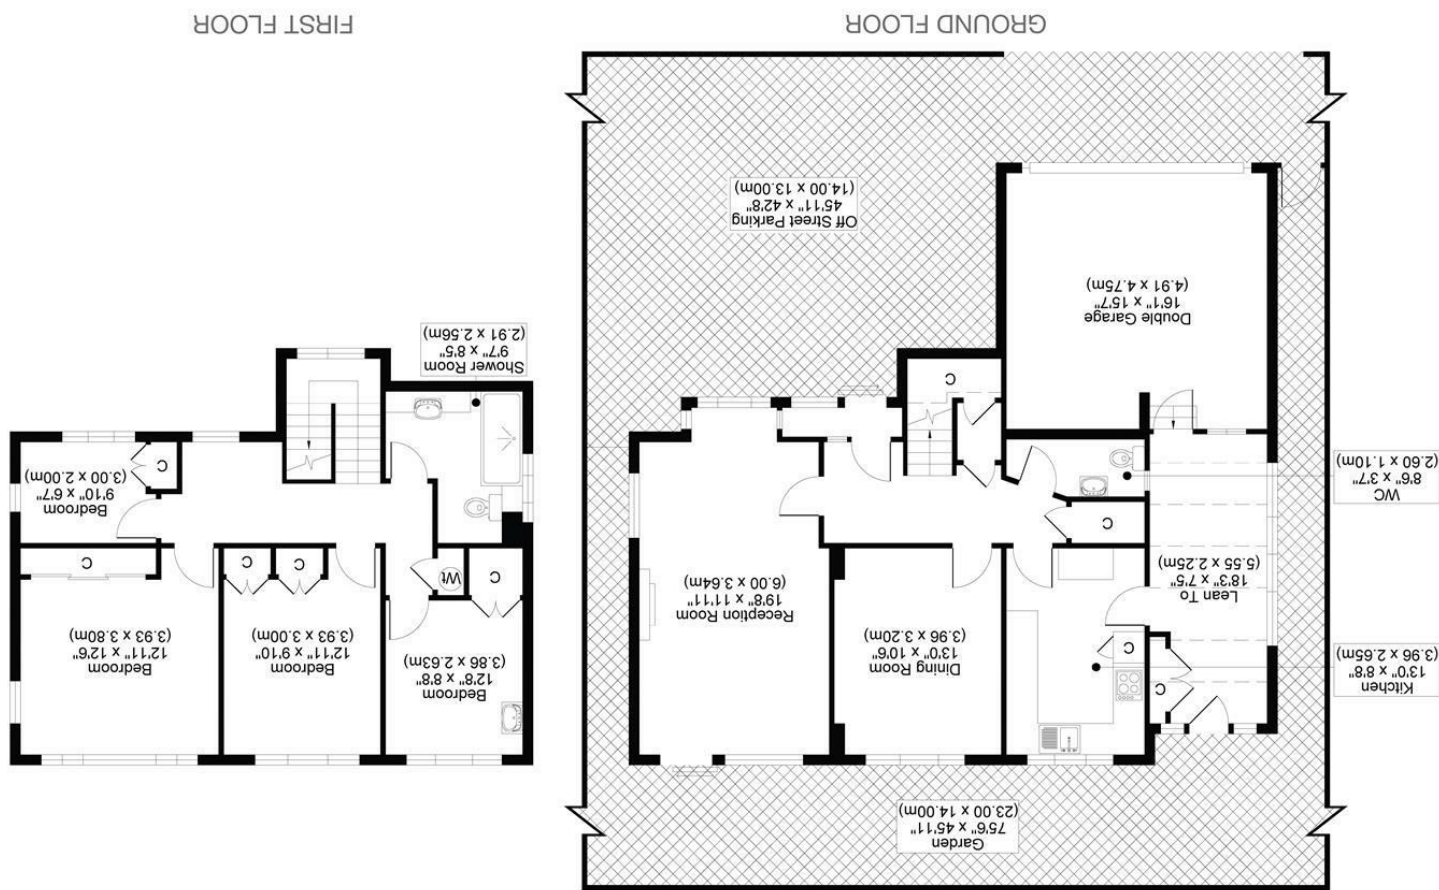 Garden
75'6" x 45'11"
(23.00 x 14.00m)
Kitchen
13'0" x 8'8"
(3.96 x 2.65m)
C
C
Lean To
18'3" x 7'5"
(5.55 x 2.25m)
Dining Room
13'0" x 10'6"
(3.96 x 3.20m)
Reception Room
19'8" x 11'11"
(6.00 x 3.64m)
WC
8'6" x 3'7"
(2.60 x 1.10m)
C
C
Double Garage
16'1" x 15'7"
(4.91 x 4.75m)
Off Street Parking
45'11" x 42'8"
(14.00 x 13.00m)
GROUND FLOOR
Bedroom
12'8" x 8'8"
(3.86 x 2.63m)
Bedroom
12'11" x 9'10"
(3.93 x 3.00m)
Bedroom
12'11" x 12'6"
(3.93 x 3.80m)
C
Wt
C
C
C
Bedroom
9'10" x 6'7"
(3.00 x 2.00m)
C
Shower Room
9'7" x 8'5"
(2.91 x 2.56m)
FIRST FLOOR